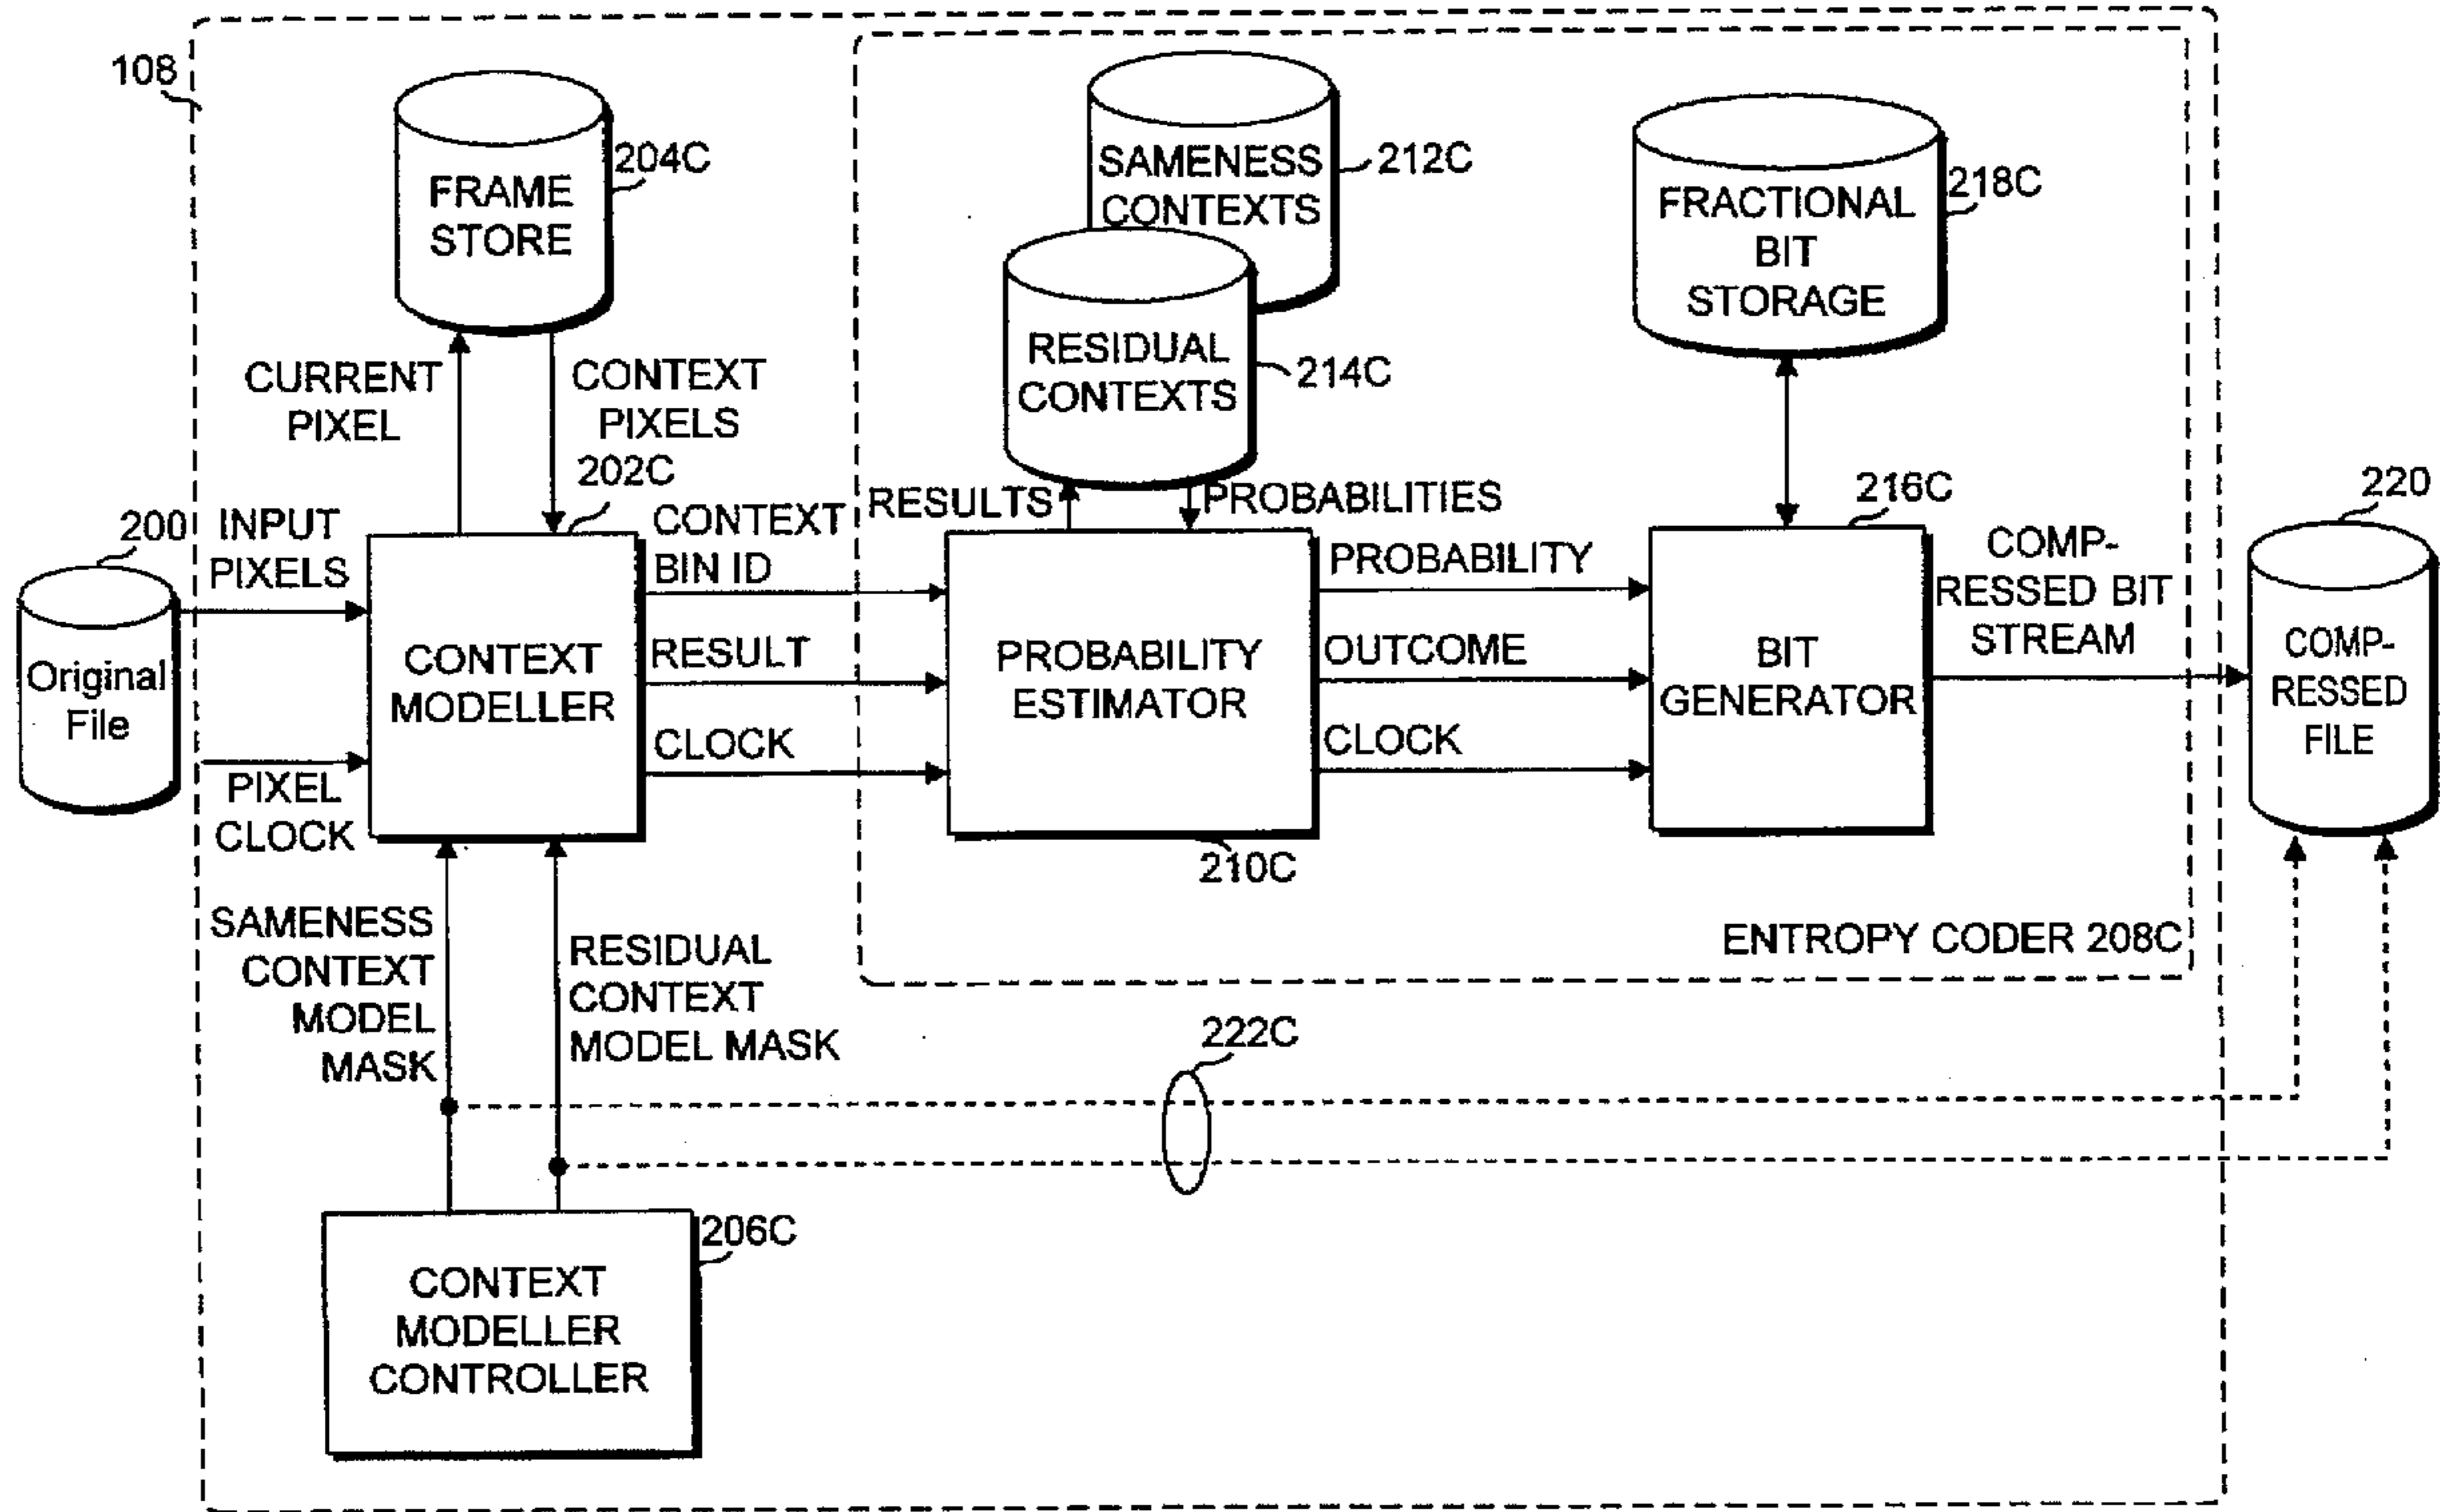 108
FRAME
STORE
204C
SAMENESS
CONTEXTS
212C
RESIDUAL
CONTEXTS
214C
FRACTIONAL
BIT
STORAGE
218C
CURRENT
PIXEL
CONTEXT
PIXELS
202C
200
INPUT
PIXELS
Original
File
PIXEL
CLOCK
CONTEXT
MODELLER
CONTEXT
BIN ID
RESULT
CLOCK
RESULTS
PROBABILITIES
PROBABILITY
ESTIMATOR
210C
PROBABILITY
OUTCOME
CLOCK
216C
BIT
GENERATOR
COMP-
RESSED BIT
STREAM
220
COMP-
RESSED
FILE
ENTROPY CODER 208C
SAMENESS
CONTEXT
MODEL
MASK
RESIDUAL
CONTEXT
MODEL MASK
222C
206C
CONTEXT
MODELLER
CONTROLLER